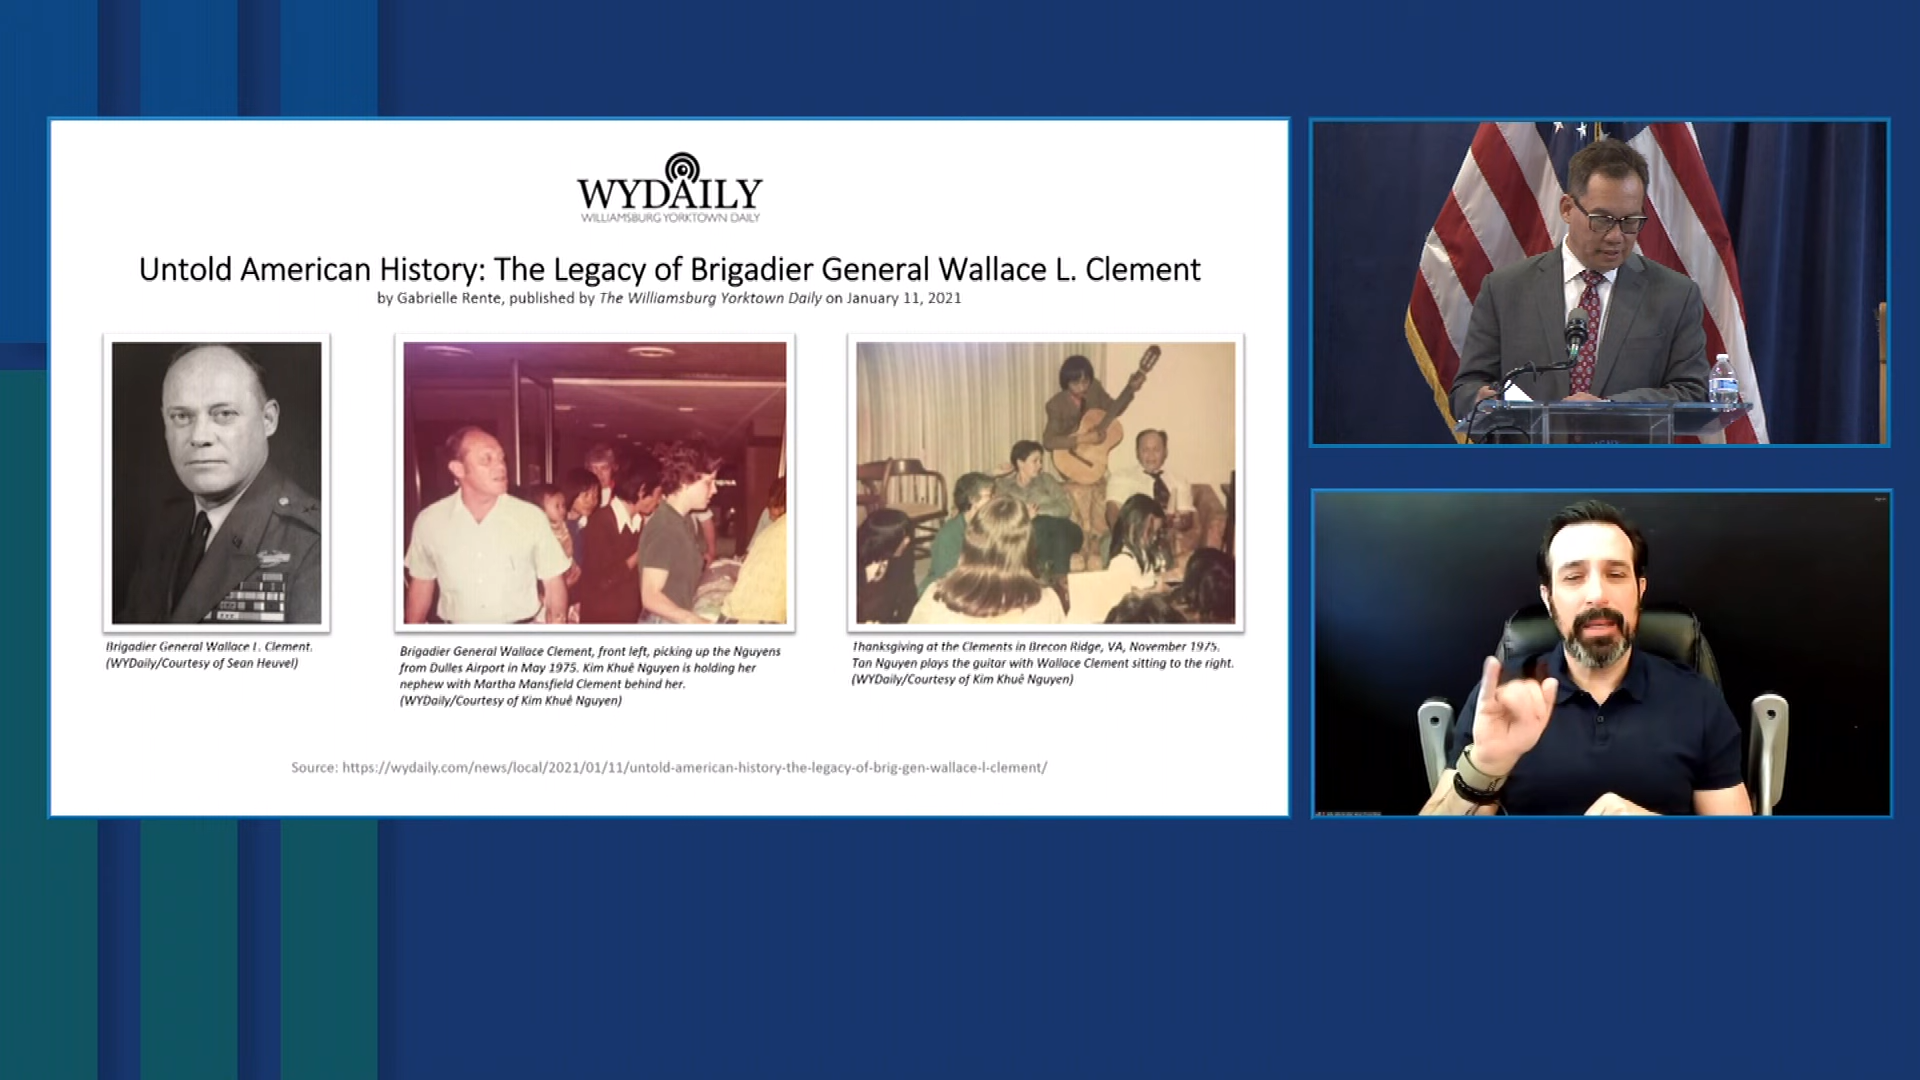 WYDAILY
WILLIAMSBURG YORKTOWN DAILY
Untold American History: The Legacy of Brigadier General Wallace L. Clement
by Gabrielle Rente, published by The Williamsburg Yorktown Daily on January 11, 2021
Brigadier General Wallace L. Clement.
(WYDaily/Courtesy of Sean Heuvel)
Brigadier General Wallace Clement, front left, picking up the Nguyens
from Dulles Airport in May 1975. Kim Khuê Nguyen is holding her
nephew with Martha Mansfield Clement behind her.
(WYDaily/Courtesy of Kim Khuê Nguyen)
Thanksgiving at the Clements in Brecon Ridge, VA, November 1975.
Tan Nguyen plays the guitar with Wallace Clement sitting to the right.
(WYDaily/Courtesy of Kim Khuê Nguyen)
Source: https://wydaily.com/news/local/2021/01/11/untold-american-history-the-legacy-of-brig-gen-wallace-l-clement/